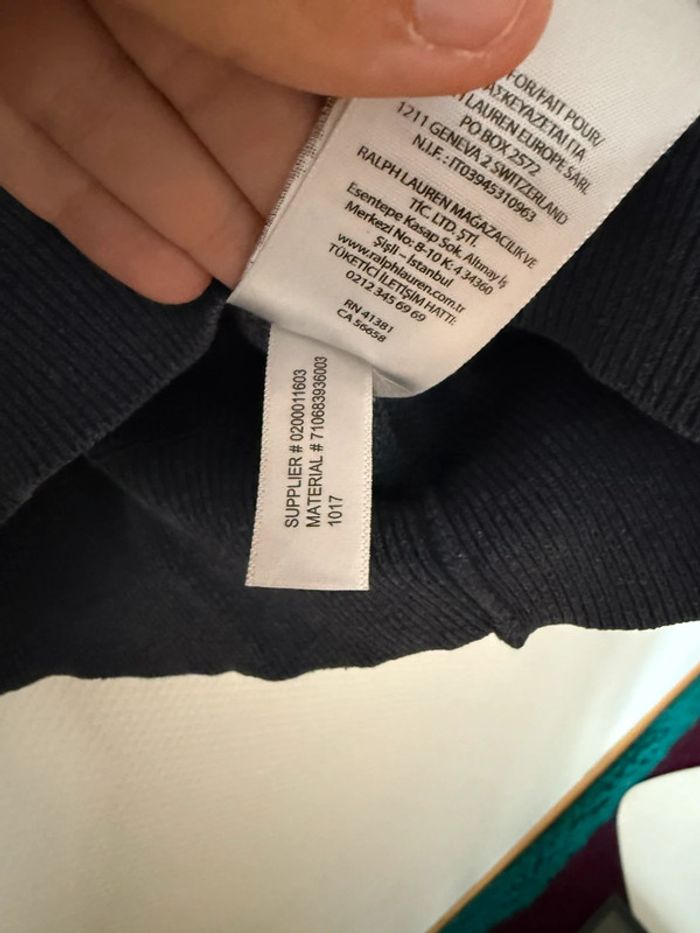 FOR/FAIT POUR/
ΑΣΚΕΥΑΖΕΤΑΙ ΓΙΑ
LAUREN EUROPE SARL
PO BOX 2572
1211 GENEVA 2 SWITZERLAND
N.I.F. : IT03945310963
RALPH LAUREN MAĞAZACILIK VE
TİC. LTD. ŞTİ.
Esentepe Kasap Sok. Altınay İş
Merkezi No: 8-10 K: 4 34360
Şişli – İstanbul
www.ralphlauren.com.tr
TÜKETİCİ İLETİŞİM HATTI:
0212 345 69 69
RN 41381
CA 56658
SUPPLIER # 0200011603
MATERIAL # 710683936003
1017